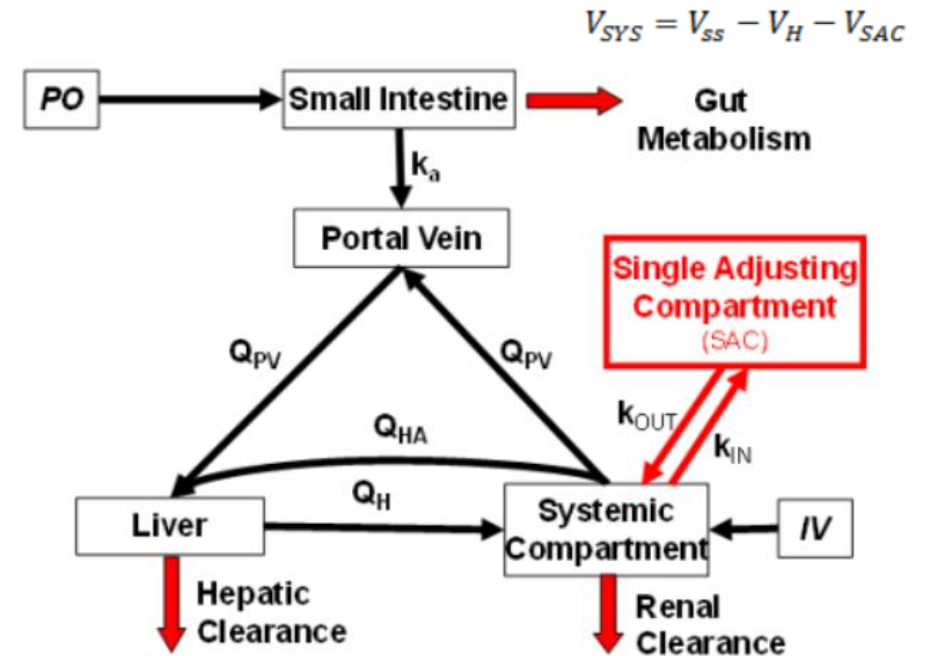 V_SYS = V_ss − V_H − V_SAC
PO
Small Intestine
Gut
Metabolism
k_a
Portal Vein
Single Adjusting
Compartment
(SAC)
Q_PV
Q_PV
k_OUT
k_IN
Q_HA
Q_H
Liver
Systemic
Compartment
IV
Hepatic
Clearance
Renal
Clearance